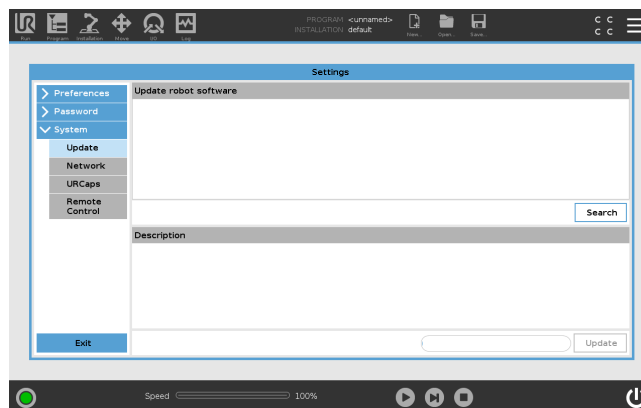 PROGRAM <unnamed>
INSTALLATION default
Run Program Installation Move I/O Log New... Open... Save...
C C
C C
Settings
Preferences
Password
System
Update
Network
URCaps
Remote
Control
Exit
Update robot software
Search
Description
Update
Speed 100%